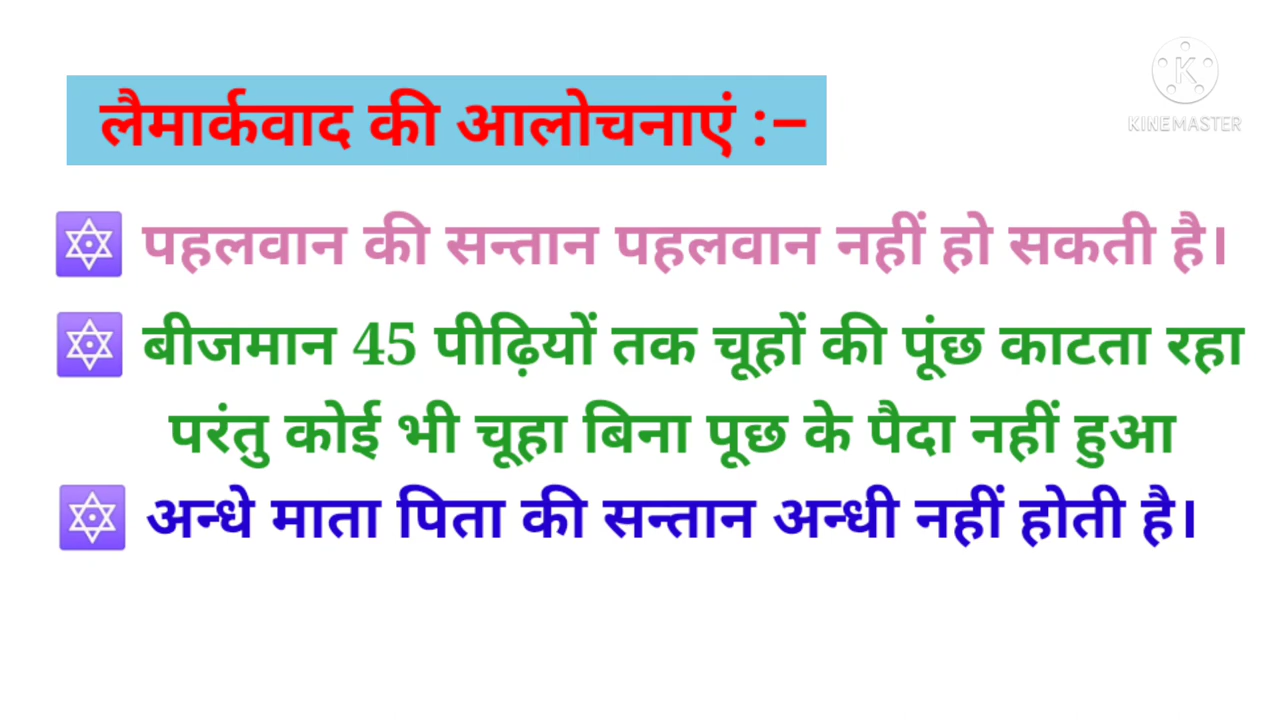 लैमार्कवाद की आलोचनाएं :–
KINEMASTER
पहलवान की सन्तान पहलवान नहीं हो सकती है।
बीजमान 45 पीढ़ियों तक चूहों की पूंछ काटता रहा
परंतु कोई भी चूहा बिना पूछ के पैदा नहीं हुआ
अन्धे माता पिता की सन्तान अन्धी नहीं होती है।